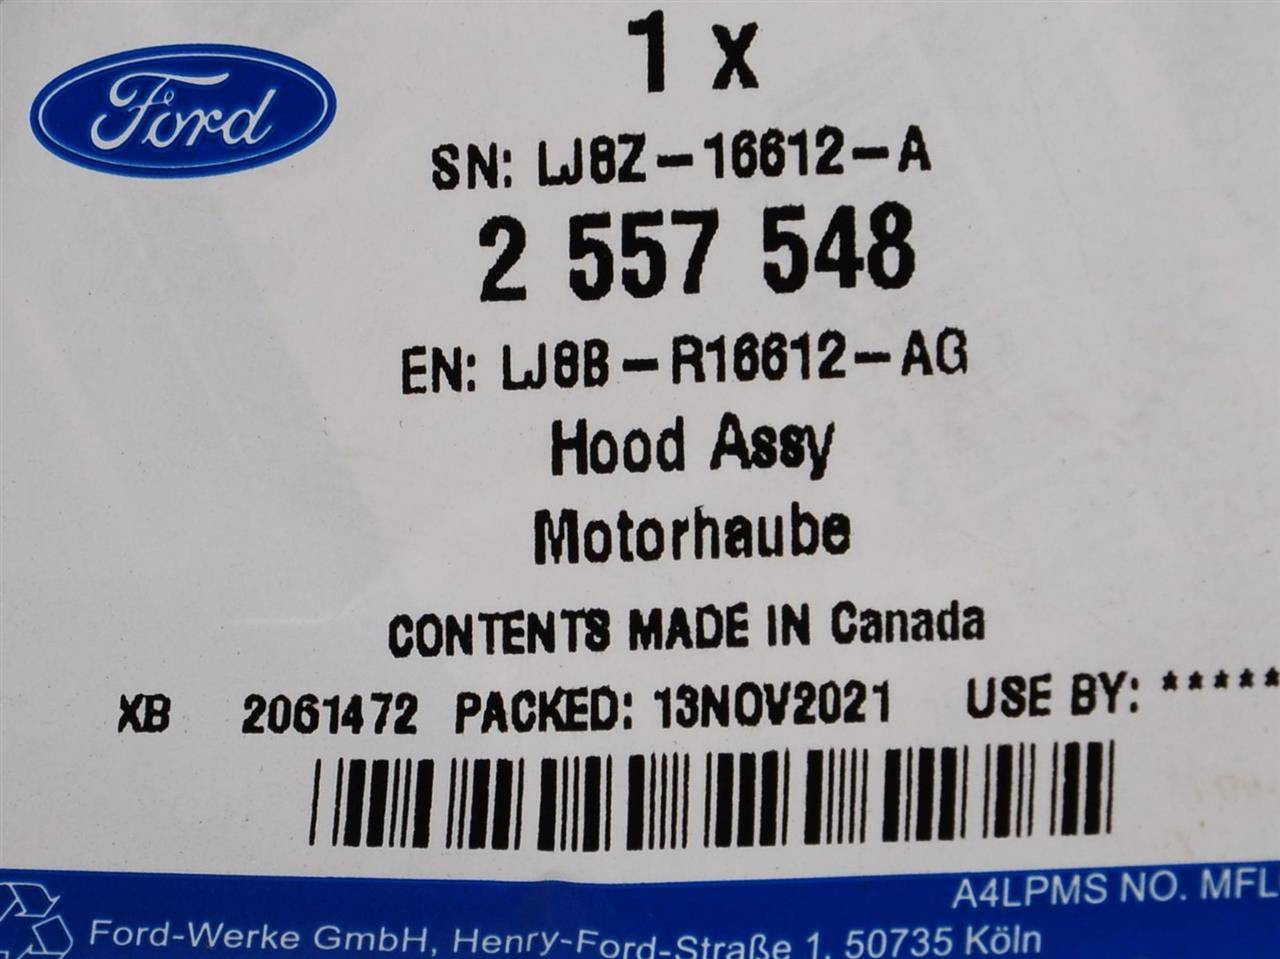 Ford
1 x
SN: LJ8Z-16612-A
2 557 548
EN: LJ8B-R16612-AG
Hood Assy
Motorhaube
CONTENTS MADE IN Canada
XB 2061472 PACKED: 13NOV2021 USE BY: *****
A4LPMS NO. MFL
Ford-Werke GmbH, Henry-Ford-Straße 1, 50735 Köln